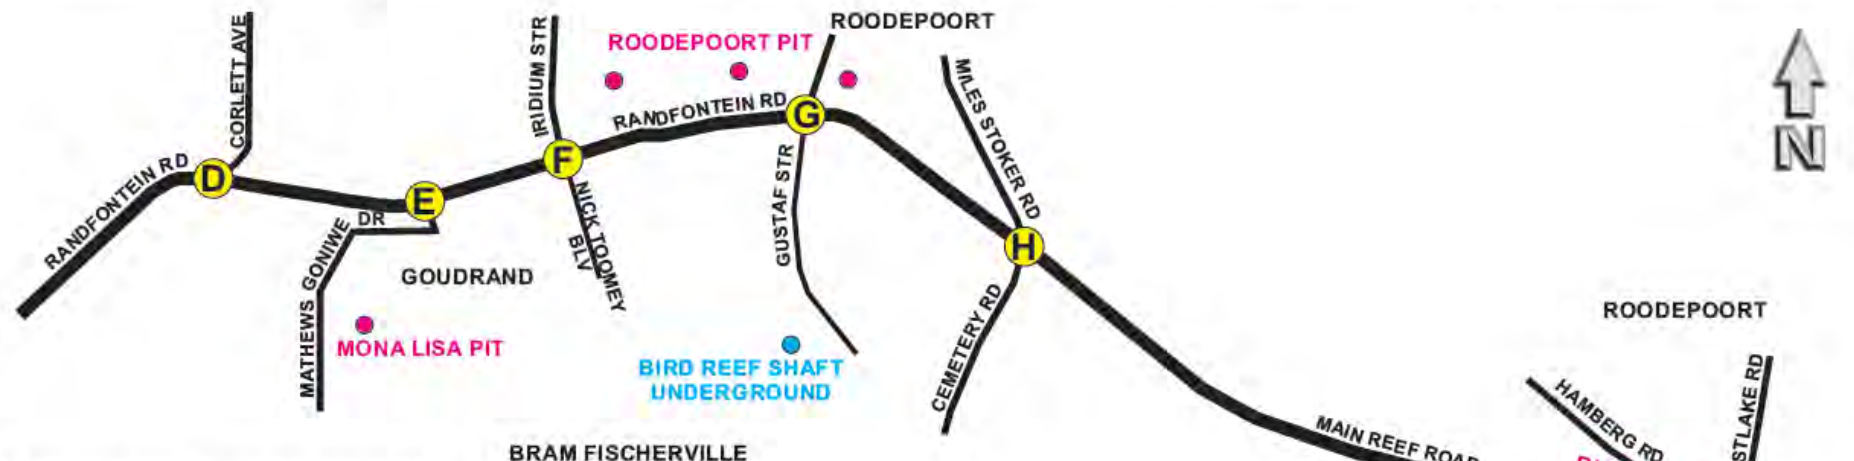 CORLETT AVE
IRIDIUM STR
ROODEPOORT
ROODEPOORT PIT
MILES STOKER RD
N
RANDFONTEIN RD
G
RANDFONTEIN RD
D
E
F
NICK TOOMEY
BLV
GUSTAF STR
H
MATHEWS GONIWE DR
GOUDRAND
CEMETERY RD
ROODEPOORT
MONA LISA PIT
BIRD REEF SHAFT
UNDERGROUND
HAMBERG RD
MAIN REEF ROAD
BRAM FISCHERVILLE